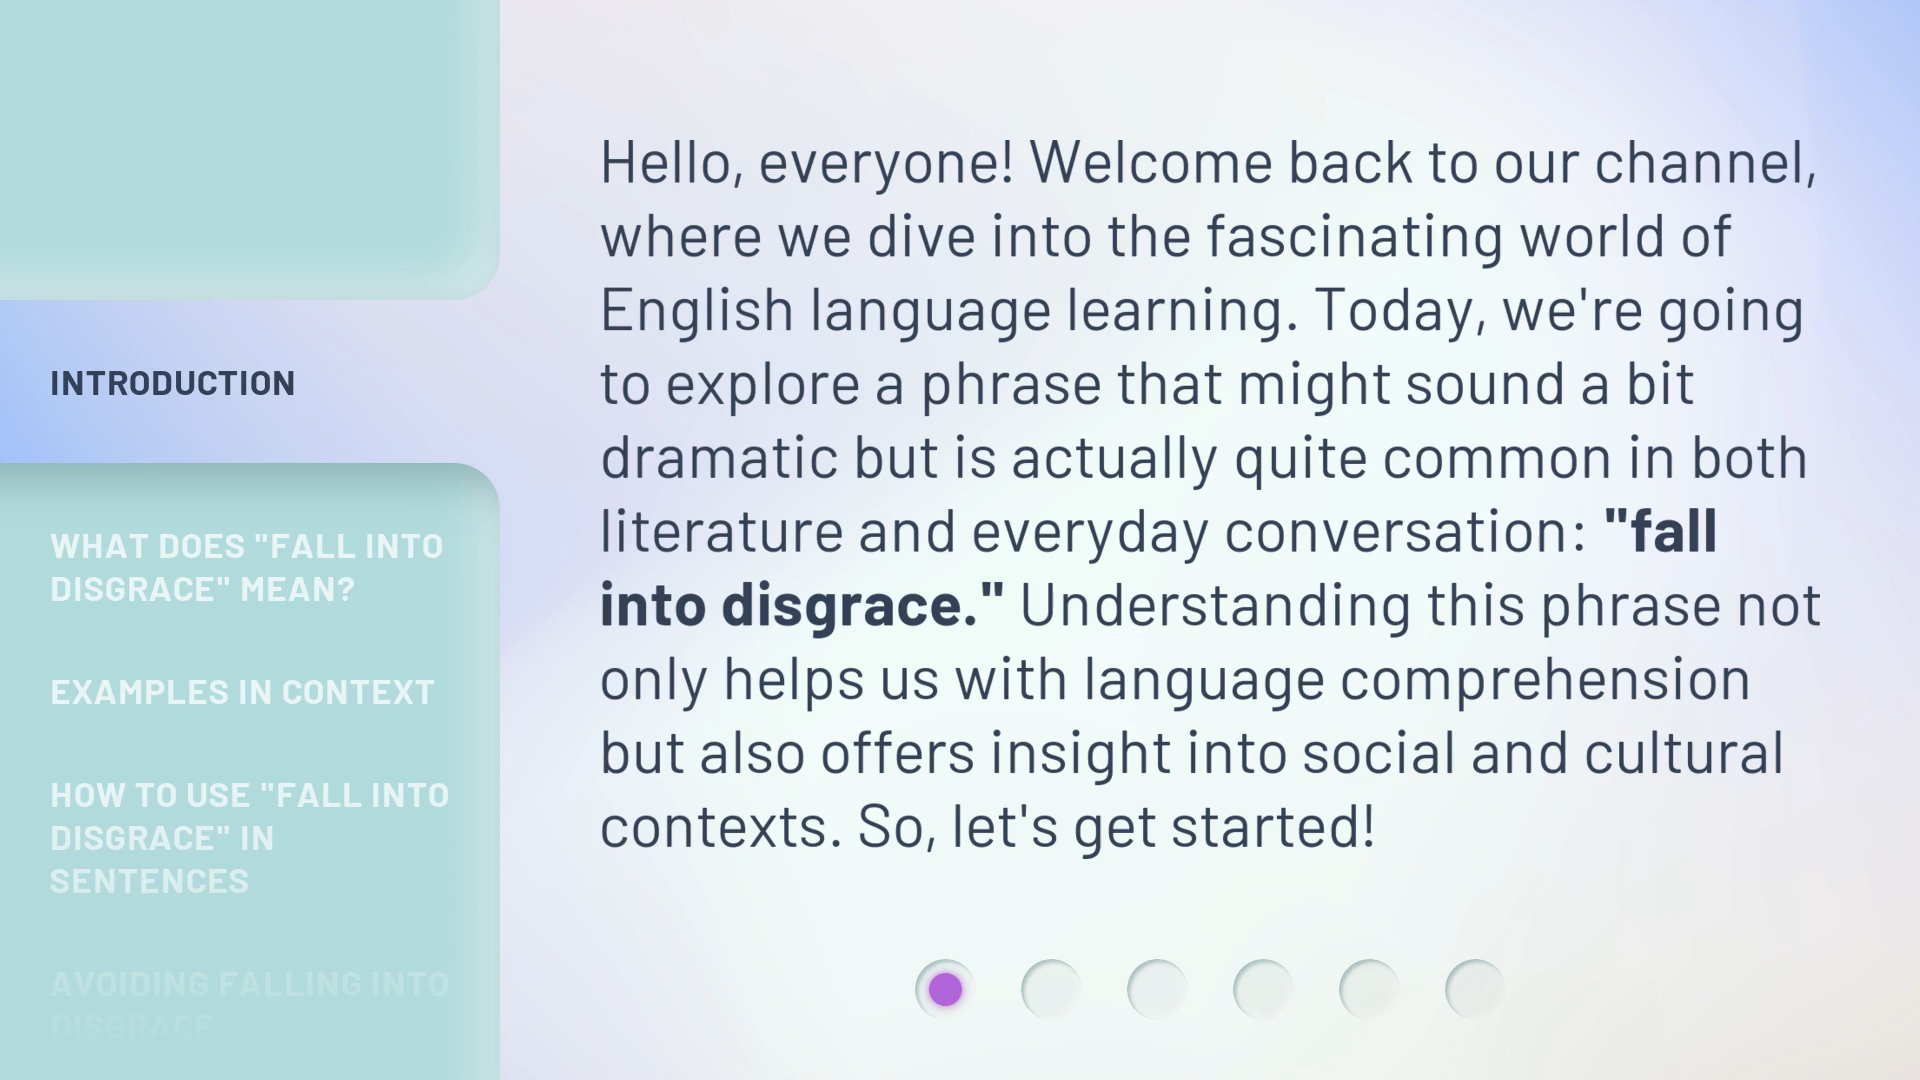 INTRODUCTION
WHAT DOES "FALL INTO
DISGRACE" MEAN?
EXAMPLES IN CONTEXT
HOW TO USE "FALL INTO
DISGRACE" IN
SENTENCES
AVOIDING FALLING INTO
DISGRACE
Hello, everyone! Welcome back to our channel,
where we dive into the fascinating world of
English language learning. Today, we're going
to explore a phrase that might sound a bit
dramatic but is actually quite common in both
literature and everyday conversation: "fall
into disgrace." Understanding this phrase not
only helps us with language comprehension
but also offers insight into social and cultural
contexts. So, let's get started!